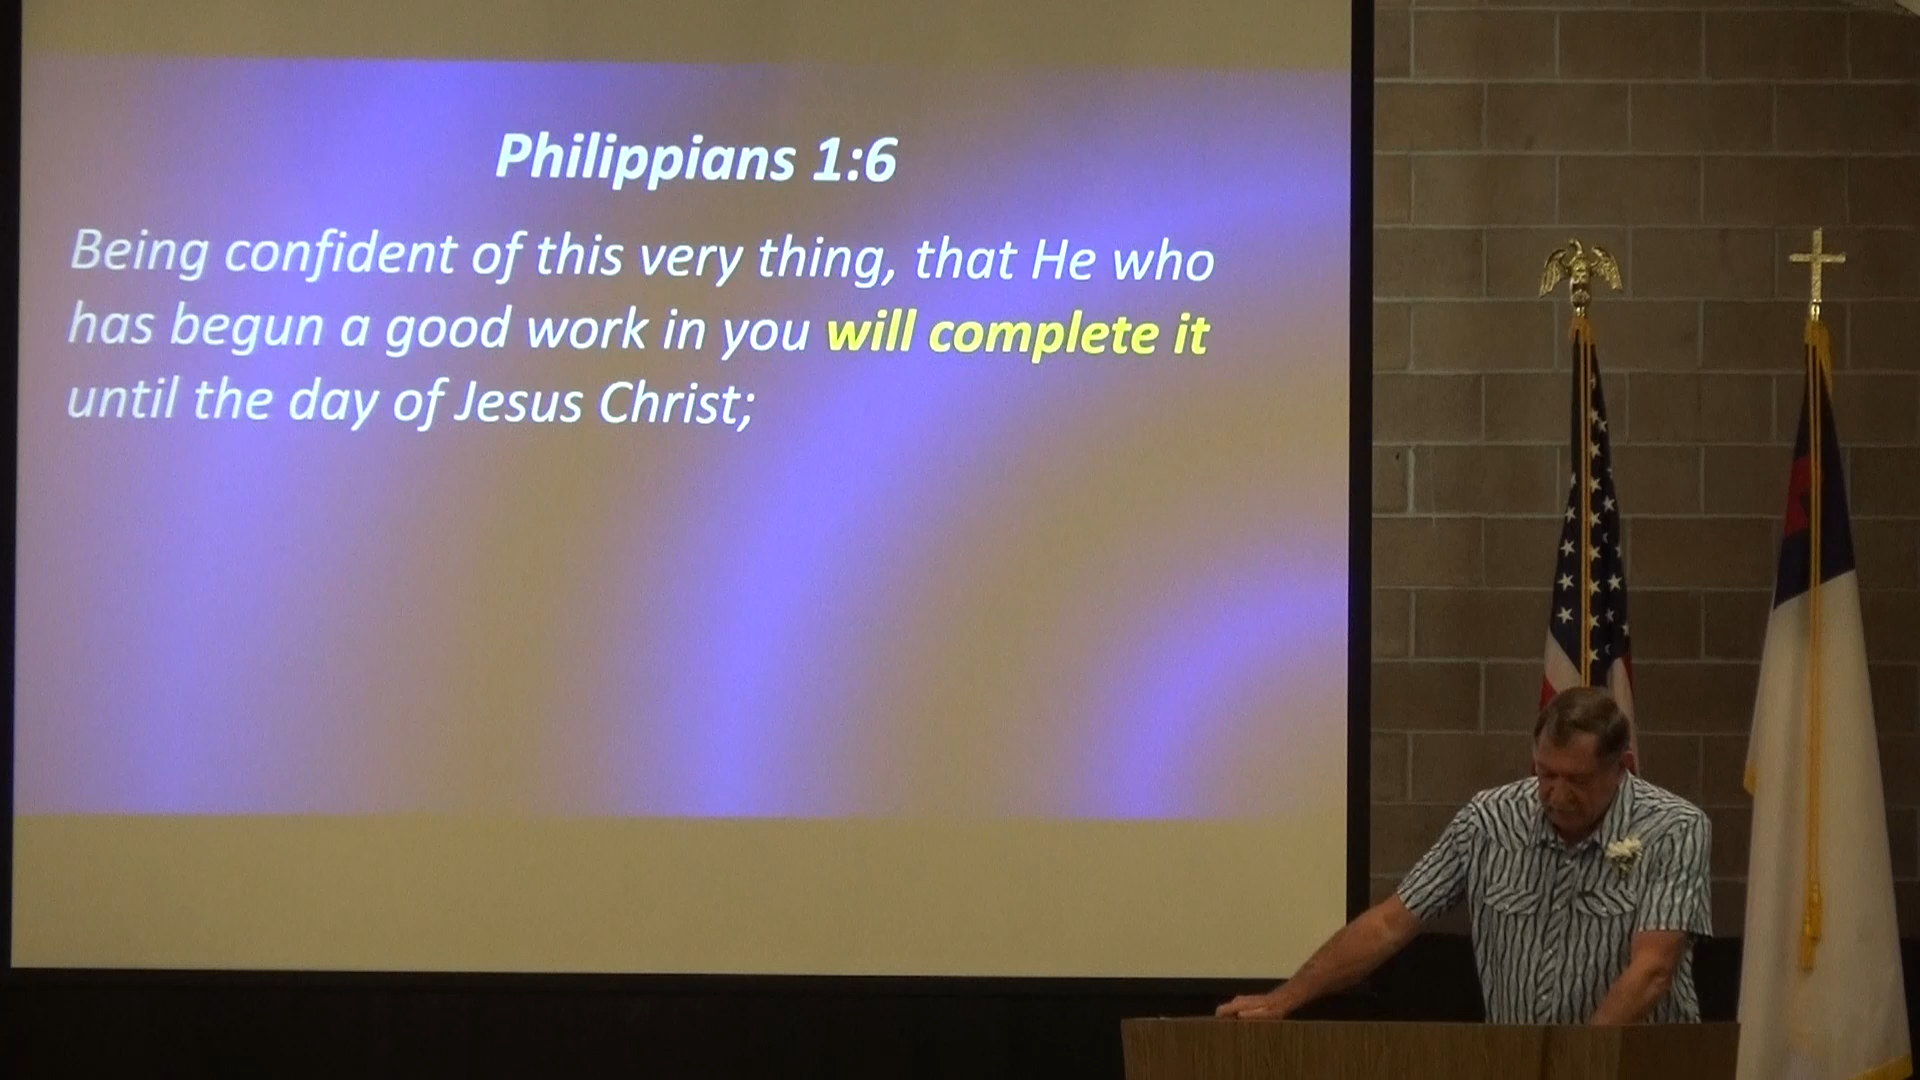 Philippians 1:6
Being confident of this very thing, that He who
has begun a good work in you will complete it
until the day of Jesus Christ;